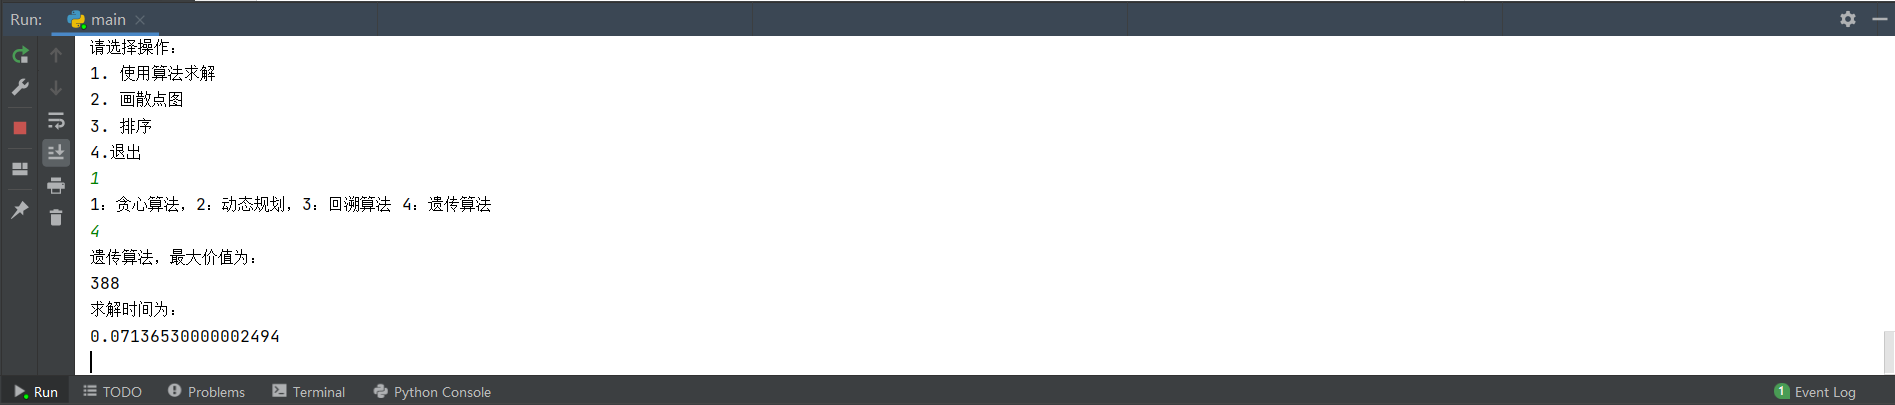 Run: main
请选择操作：
1. 使用算法求解
2. 画散点图
3. 排序
4.退出
1
1：贪心算法，2：动态规划，3：回溯算法 4：遗传算法
4
遗传算法，最大价值为：
388
求解时间为：
0.07136530000002494
Run TODO Problems Terminal Python Console 1 Event Log